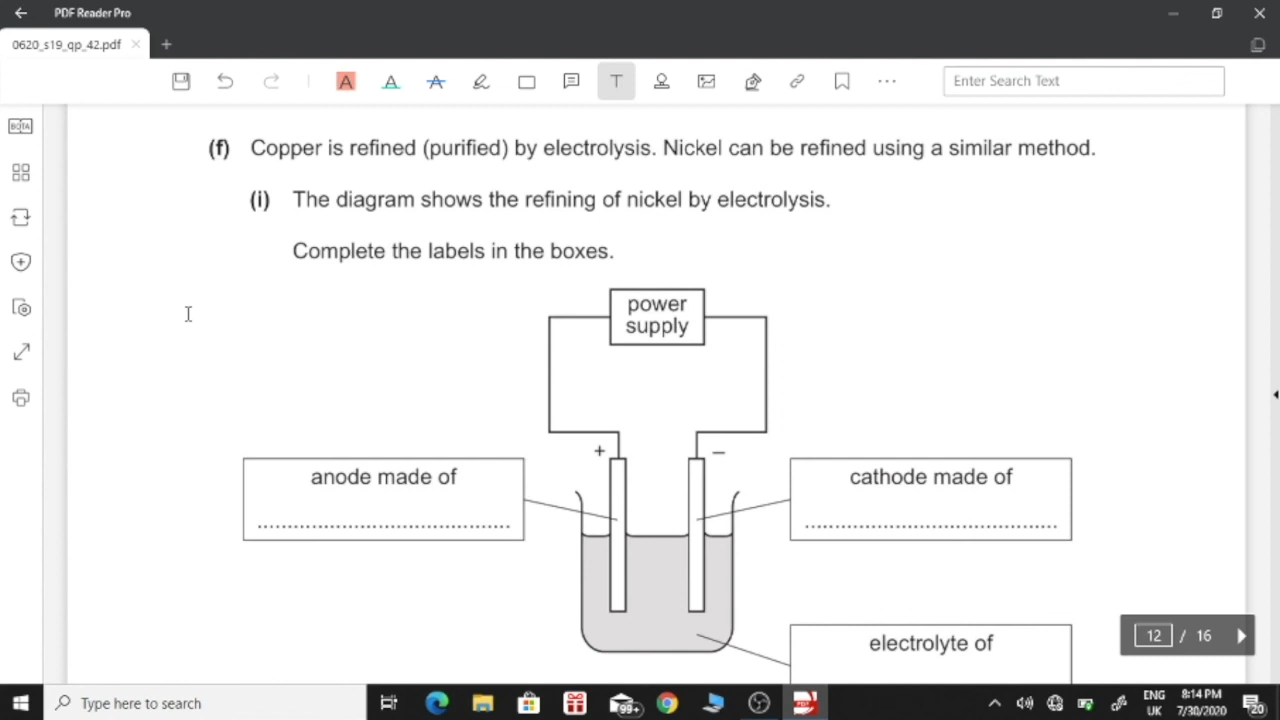 PDF Reader Pro
0620_s19_qp_42.pdf
A A A T Enter Search Text
BOTA
(f) Copper is refined (purified) by electrolysis. Nickel can be refined using a similar method.
(i) The diagram shows the refining of nickel by electrolysis.
Complete the labels in the boxes.
power
supply
+ −
anode made of
..........................................
cathode made of
..........................................
electrolyte of
12 / 16
Type here to search
99+
ENG
UK
8:14 PM
7/30/2020
20